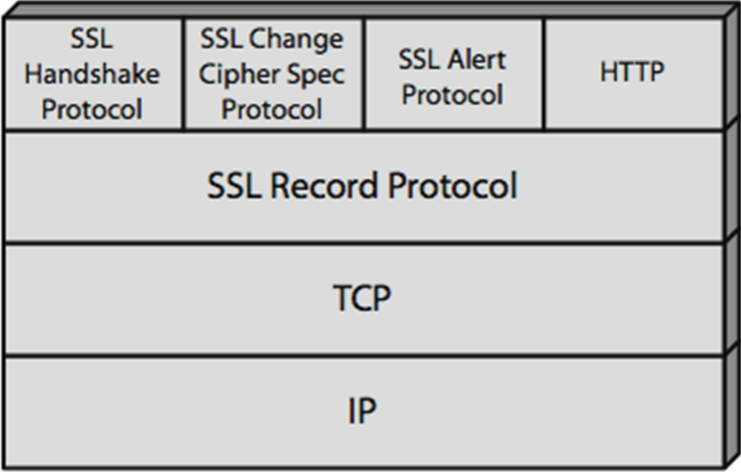 SSL
Handshake
Protocol
SSL Change
Cipher Spec
Protocol
SSL Alert
Protocol
HTTP
SSL Record Protocol
TCP
IP